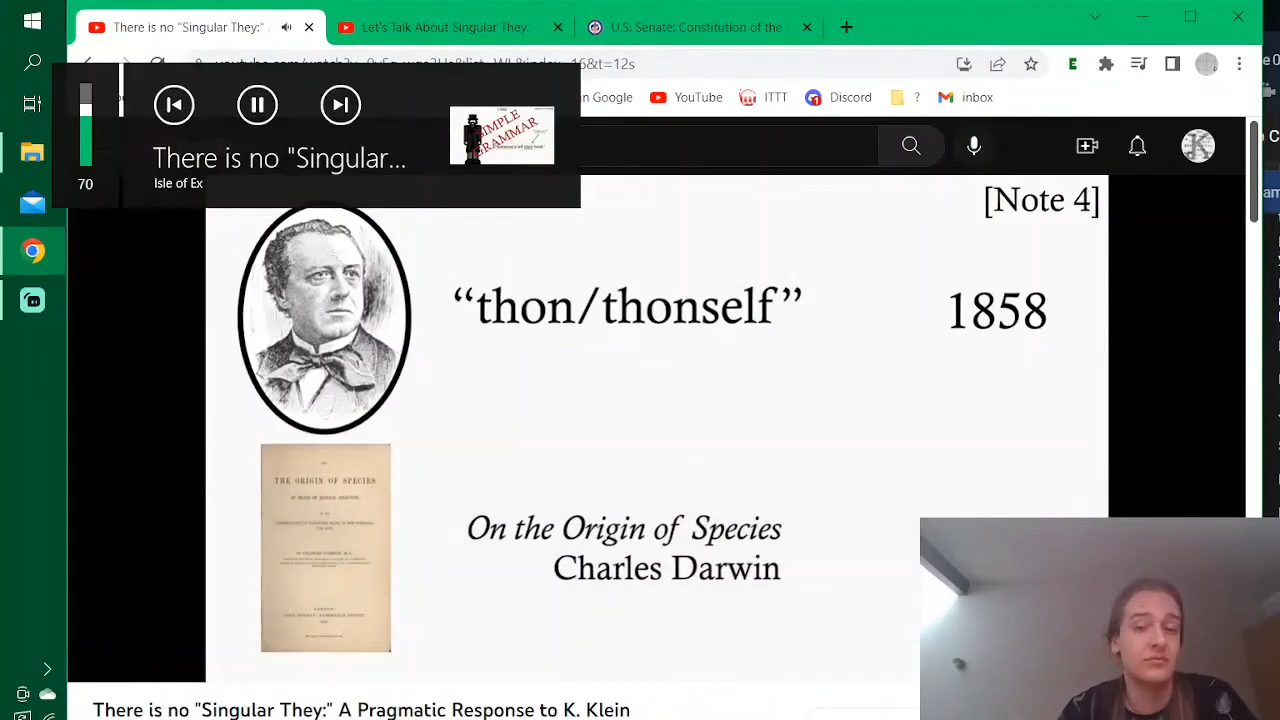 There is no "Singular They:"
Let's Talk About Singular They.
U.S. Senate: Constitution of the
an Google
YouTube
ITTT
Discord
?
inbox
There is no "Singular...
Isle of Ex
70
SIMPLE
GRAMMAR
[Note 4]
“thon/thonself”
1858
THE ORIGIN OF SPECIES
On the Origin of Species
Charles Darwin
There is no "Singular They:" A Pragmatic Response to K. Klein